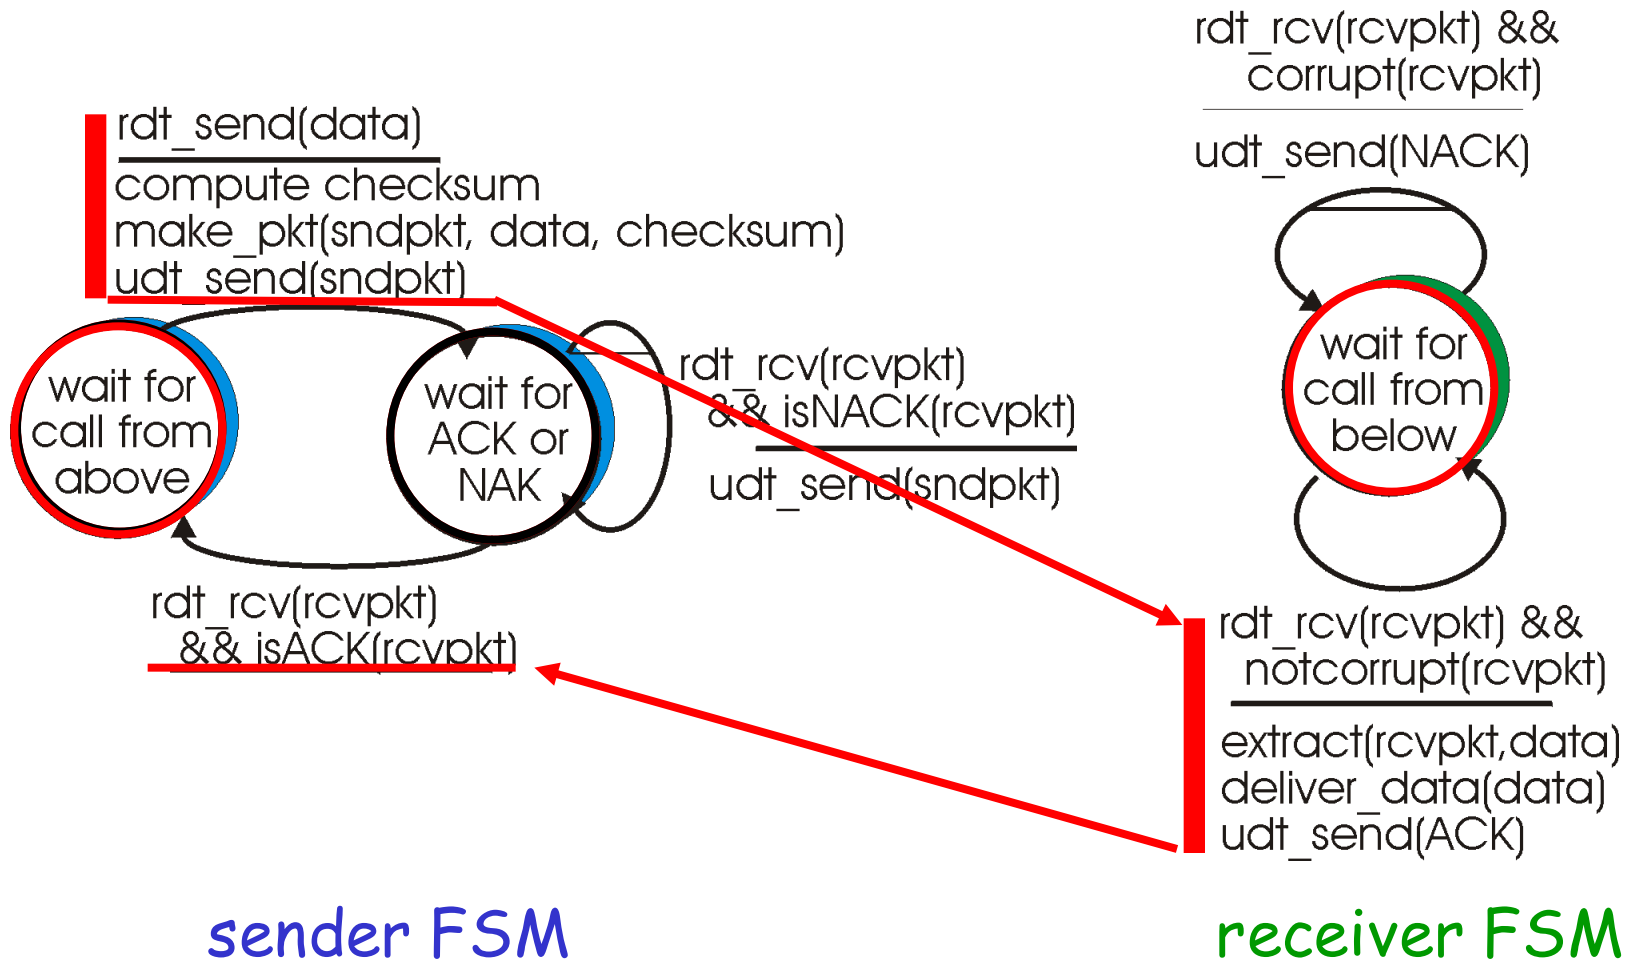 rdt_send(data)
compute checksum
make_pkt(sndpkt, data, checksum)
udt_send(sndpkt)
wait for
call from
above
wait for
ACK or
NAK
rdt_rcv(rcvpkt)
&& isNACK(rcvpkt)
udt_send(sndpkt)
rdt_rcv(rcvpkt)
&& isACK(rcvpkt)
sender FSM
rdt_rcv(rcvpkt) &&
corrupt(rcvpkt)
udt_send(NACK)
wait for
call from
below
rdt_rcv(rcvpkt) &&
notcorrupt(rcvpkt)
extract(rcvpkt,data)
deliver_data(data)
udt_send(ACK)
receiver FSM